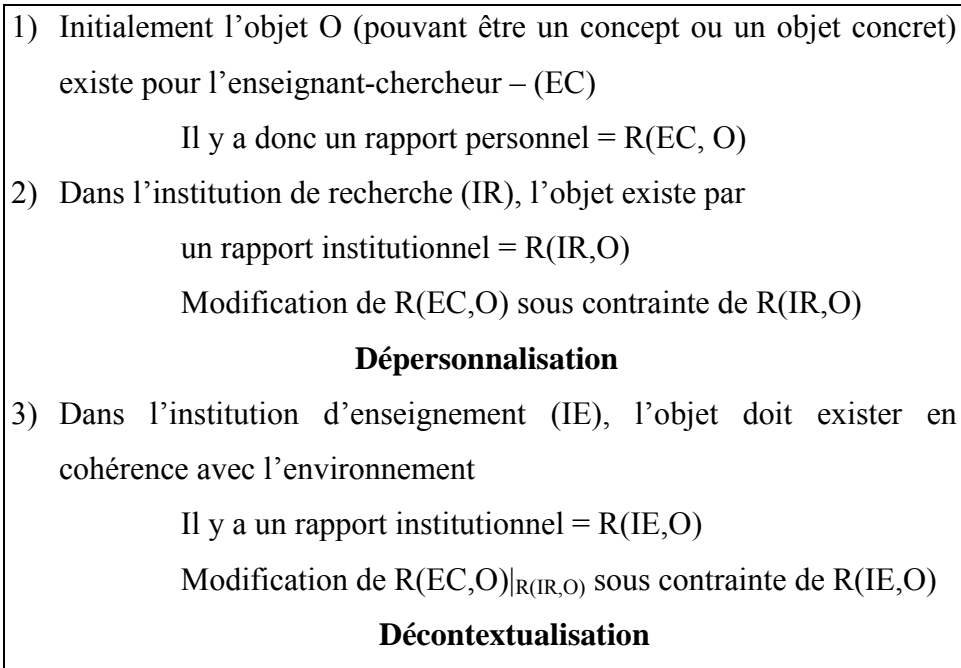 1) Initialement l’objet O (pouvant être un concept ou un objet concret)
existe pour l’enseignant-chercheur – (EC)
Il y a donc un rapport personnel = R(EC, O)
2) Dans l’institution de recherche (IR), l’objet existe par
un rapport institutionnel = R(IR,O)
Modification de R(EC,O) sous contrainte de R(IR,O)
Dépersonnalisation
3) Dans l’institution d’enseignement (IE), l’objet doit exister en
cohérence avec l’environnement
Il y a un rapport institutionnel = R(IE,O)
Modification de R(EC,O)|R(IR,O) sous contrainte de R(IE,O)
Décontextualisation